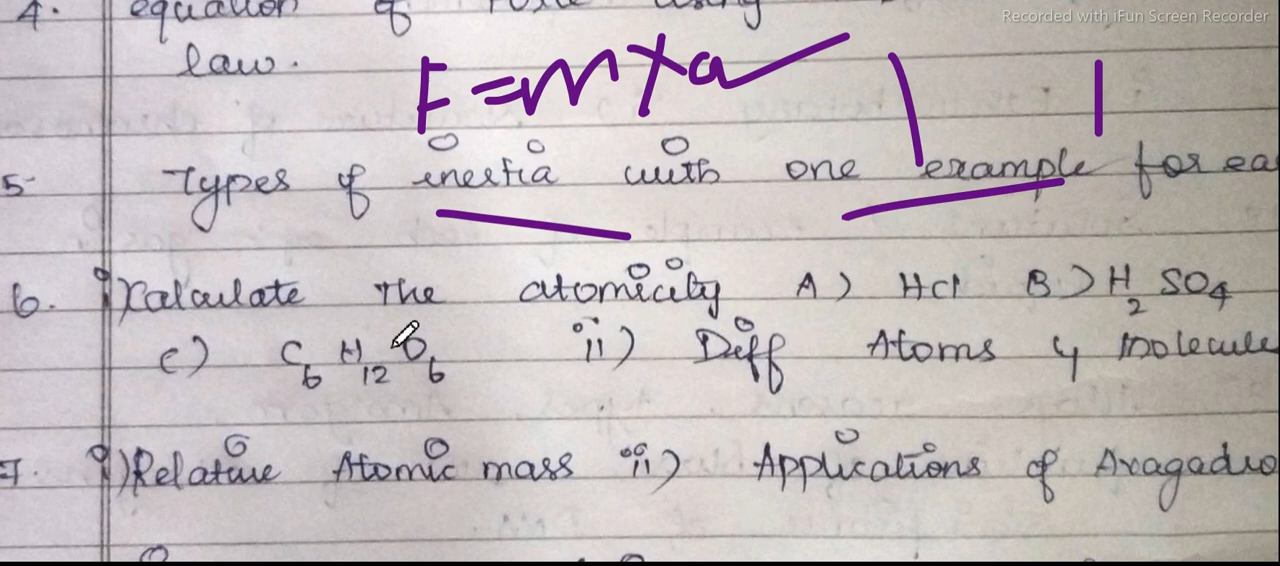 Recorded with iFun Screen Recorder
4. equation of using
law.
F=m×a
5- Types of inertia with one example for ea
6. i) Calculate the atomicity A) HCl B) H2SO4
C) C6H12O6 ii) Diff Atoms & Molecule
7. i) Relative Atomic mass ii) Applications of Avagadro